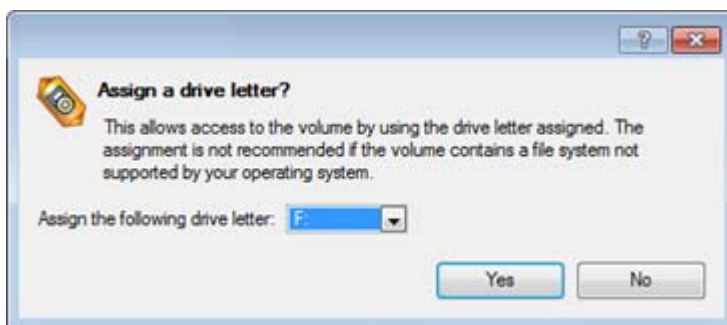 Assign a drive letter?
This allows access to the volume by using the drive letter assigned. The
assignment is not recommended if the volume contains a file system not
supported by your operating system.
Assign the following drive letter: F:
Yes No